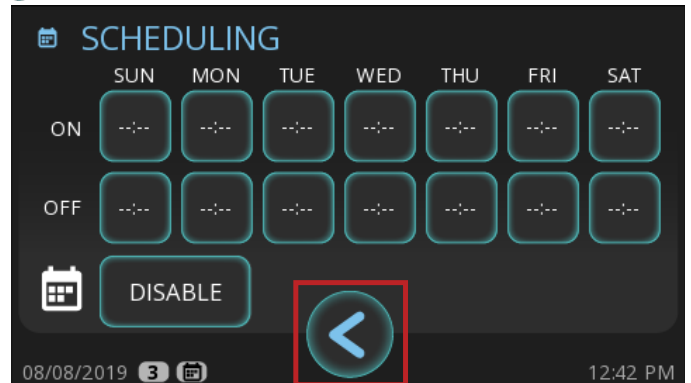 SCHEDULING
SUN MON TUE WED THU FRI SAT
ON --:-- --:-- --:-- --:-- --:-- --:-- --:--
OFF --:-- --:-- --:-- --:-- --:-- --:-- --:--
DISABLE
08/08/2019 3 12:42 PM